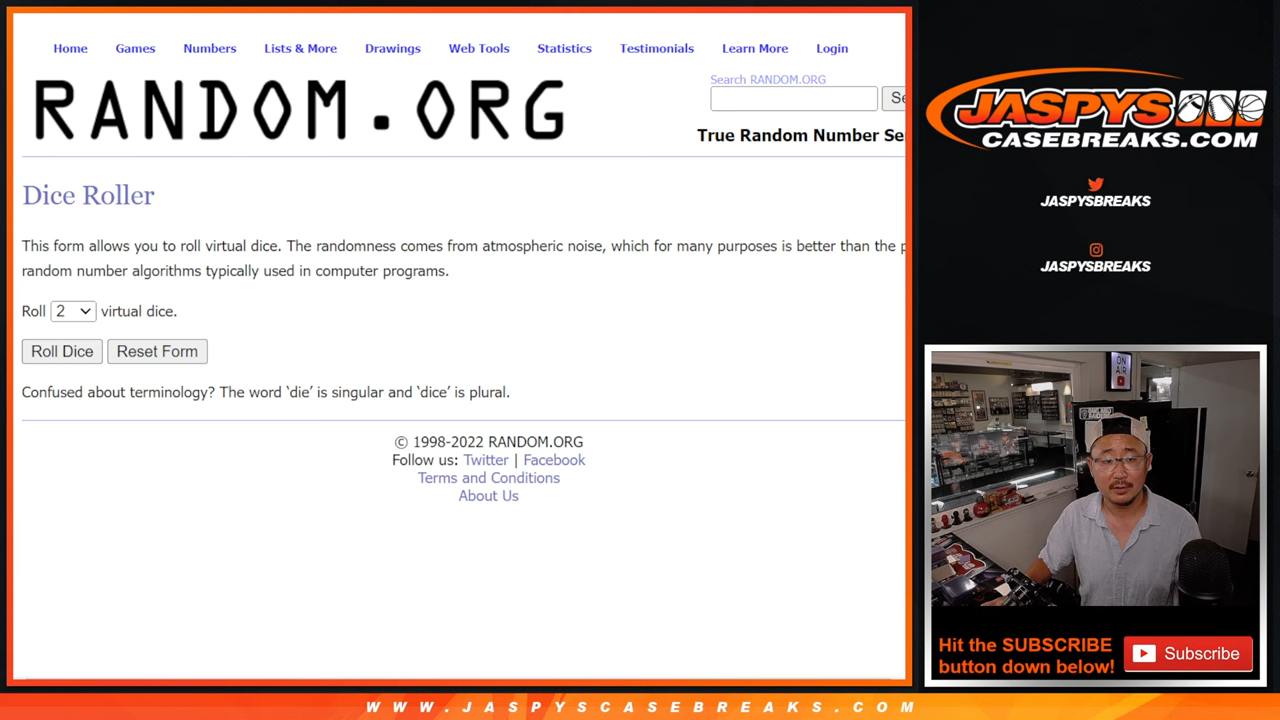 Home Games Numbers Lists & More Drawings Web Tools Statistics Testimonials Learn More Login
RANDOM.ORG
Search RANDOM.ORG
True Random Number Se
Dice Roller
This form allows you to roll virtual dice. The randomness comes from atmospheric noise, which for many purposes is better than the p
random number algorithms typically used in computer programs.
Roll 2 virtual dice.
Roll Dice Reset Form
Confused about terminology? The word ‘die’ is singular and ‘dice’ is plural.
© 1998-2022 RANDOM.ORG
Follow us: Twitter | Facebook
Terms and Conditions
About Us
JASPYS
CASEBREAKS.COM
JASPYSBREAKS
JASPYSBREAKS
ON
AIR
Hit the SUBSCRIBE
button down below!
Subscribe
WWW.JASPYSCASEBREAKS.COM